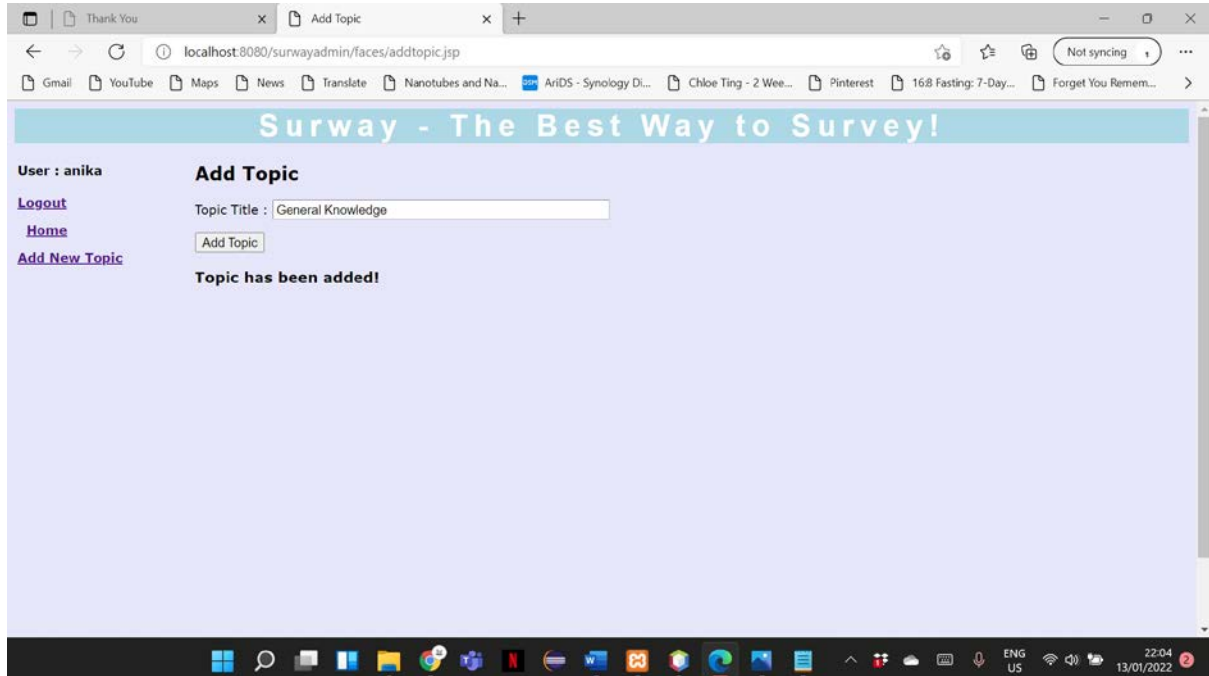 Thank You
Add Topic
localhost:8080/surwayadmin/faces/addtopic.jsp
Not syncing
Gmail YouTube Maps News Translate Nanotubes and Na... DSM AriDS - Synology Di... Chloe Ting - 2 Wee... Pinterest 16:8 Fasting: 7-Day... Forget You Remem...
Surway - The Best Way to Survey!
User : anika
Logout
Home
Add New Topic
Add Topic
Topic Title : General Knowledge
Add Topic
Topic has been added!
ENG
US
22:04
13/01/2022
2